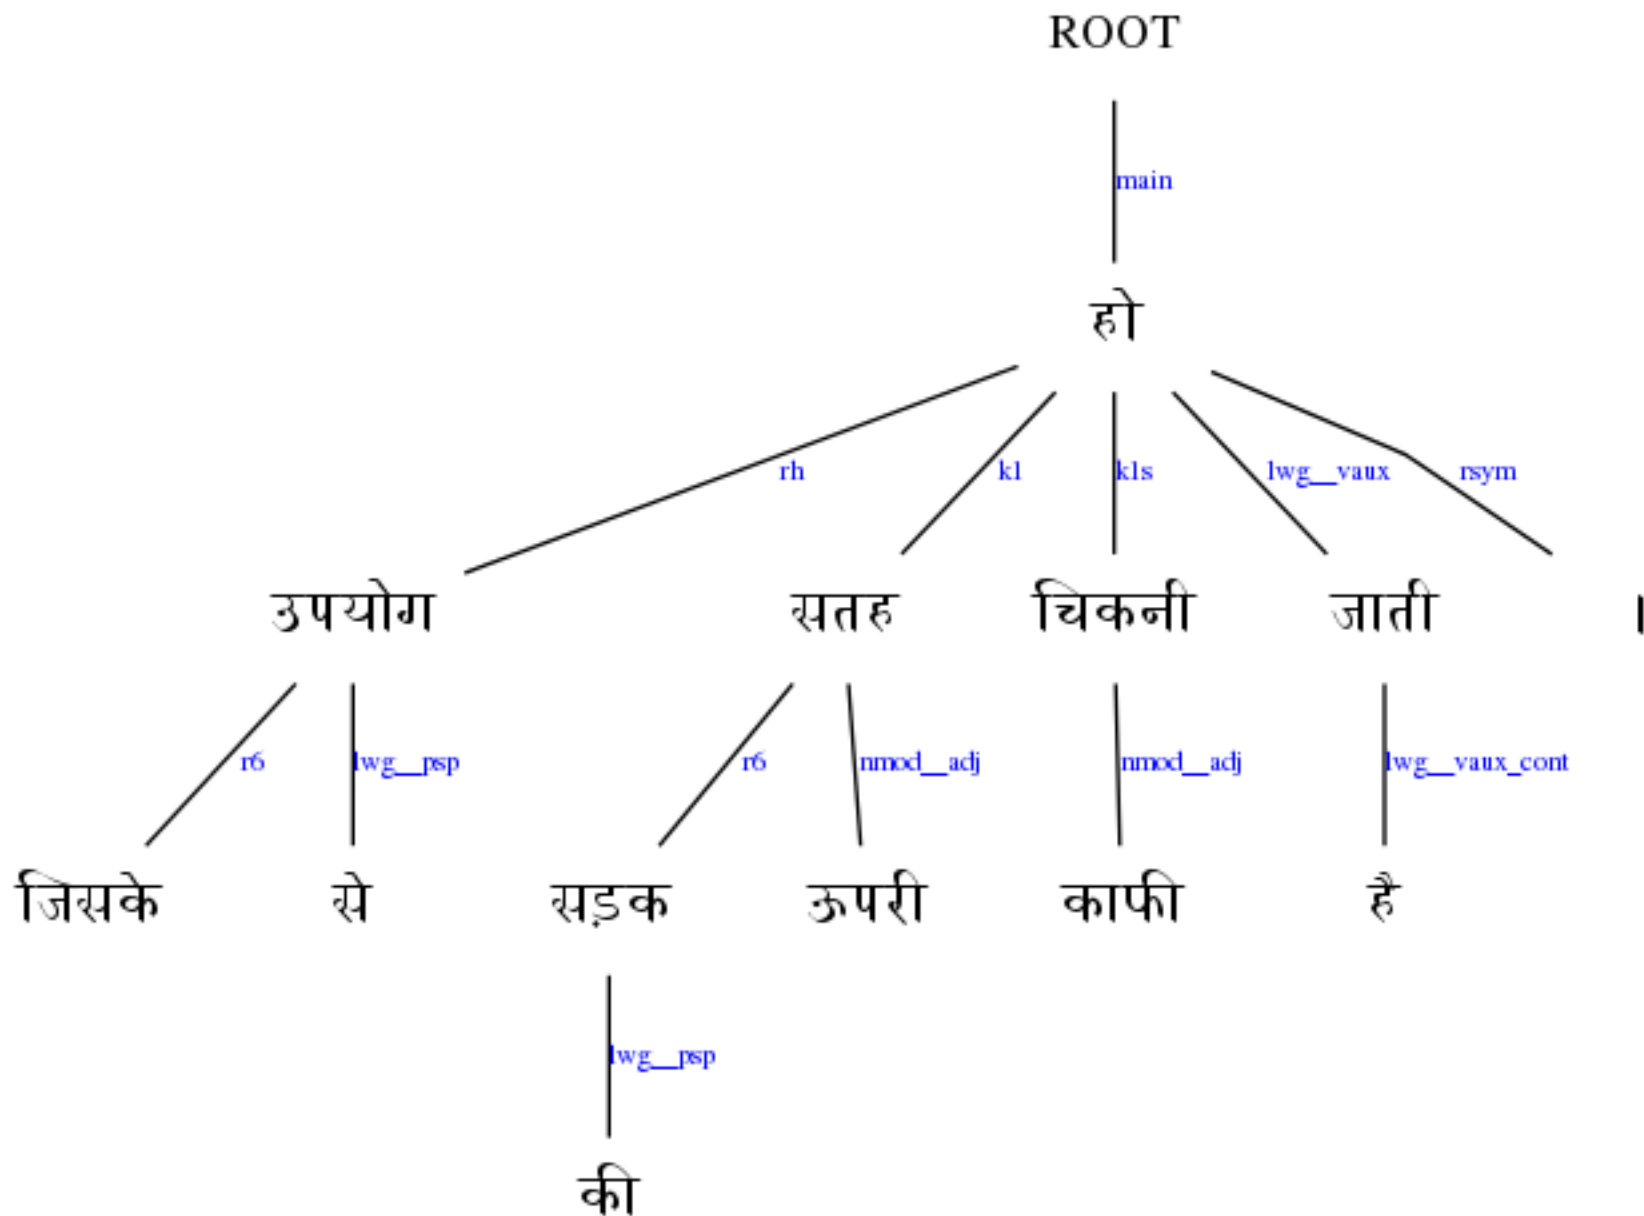 ROOT
main
हो
rh k1 k1s lwg__vaux rsym
उपयोग सतह चिकनी जाती ।
r6 lwg__psp r6 nmod__adj nmod__adj lwg__vaux_cont
जिसके से सड़क ऊपरी काफी है
lwg__psp
की